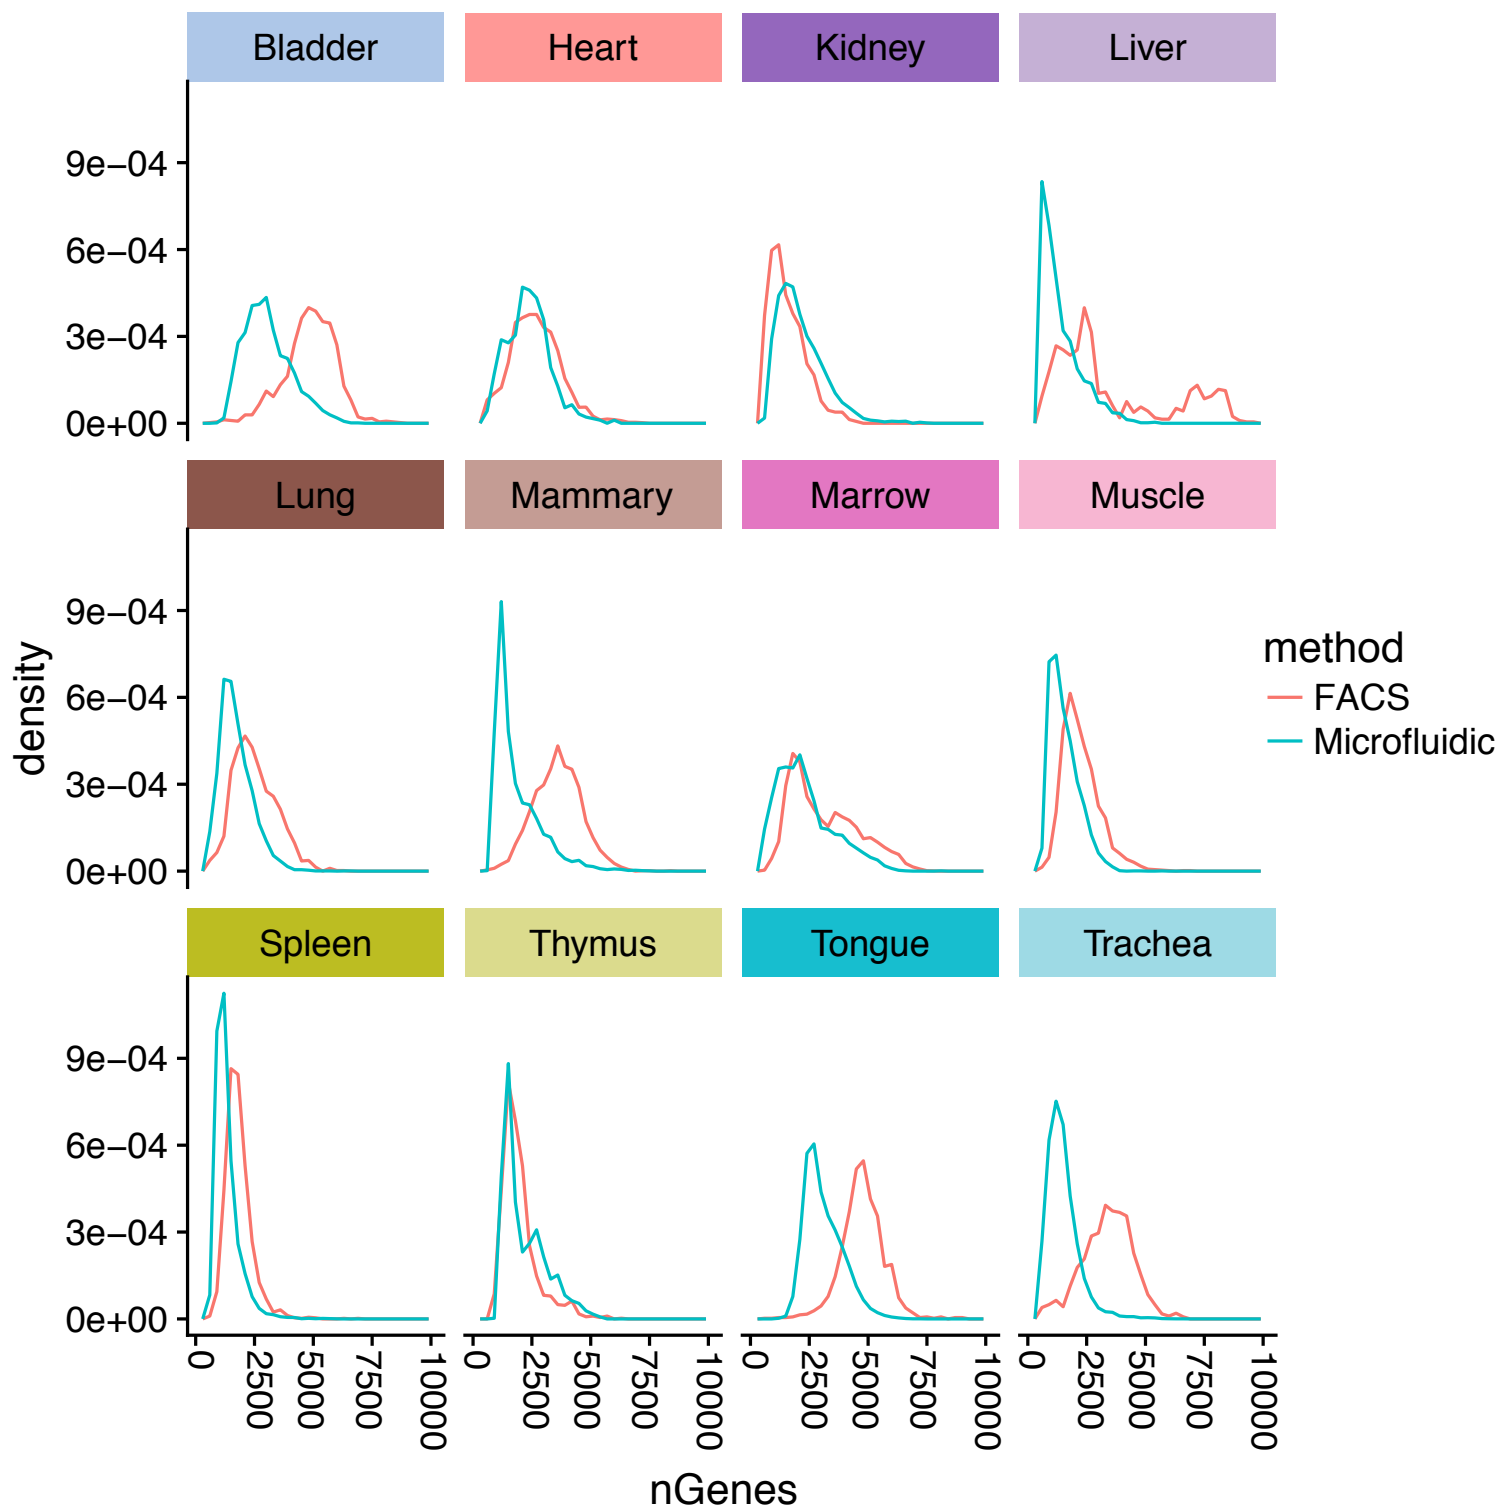 Bladder Heart Kidney Liver
9e−04
6e−04
3e−04
0e+00
Lung Mammary Marrow Muscle
9e−04
6e−04
3e−04
0e+00
density
method
FACS
Microfluidic
Spleen Thymus Tongue Trachea
9e−04
6e−04
3e−04
0e+00
0 2500 5000 7500 10000 0 2500 5000 7500 10000 0 2500 5000 7500 10000 0 2500 5000 7500 10000
nGenes